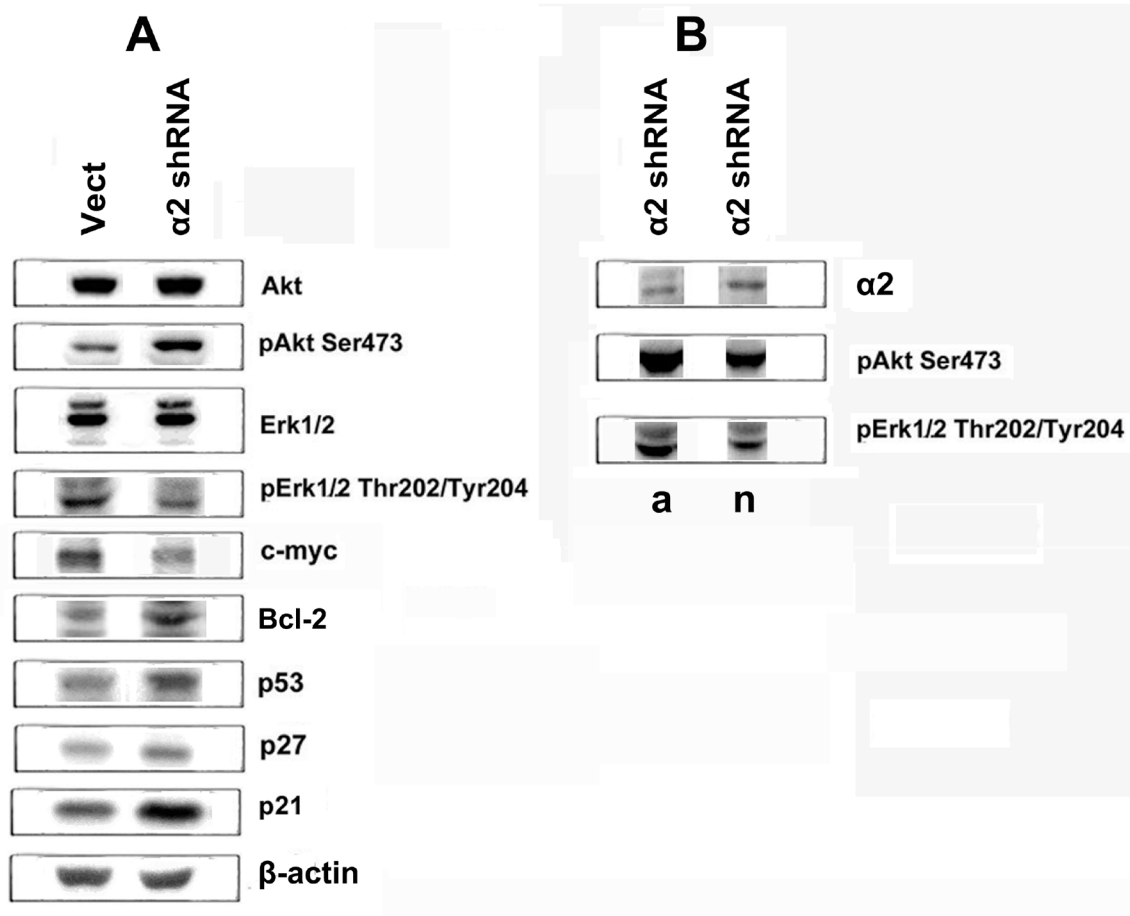 A
Vect
α2 shRNA
Akt
pAkt Ser473
Erk1/2
pErk1/2 Thr202/Tyr204
c-myc
Bcl-2
p53
p27
p21
β-actin
B
α2 shRNA
α2 shRNA
α2
pAkt Ser473
pErk1/2 Thr202/Tyr204
a
n